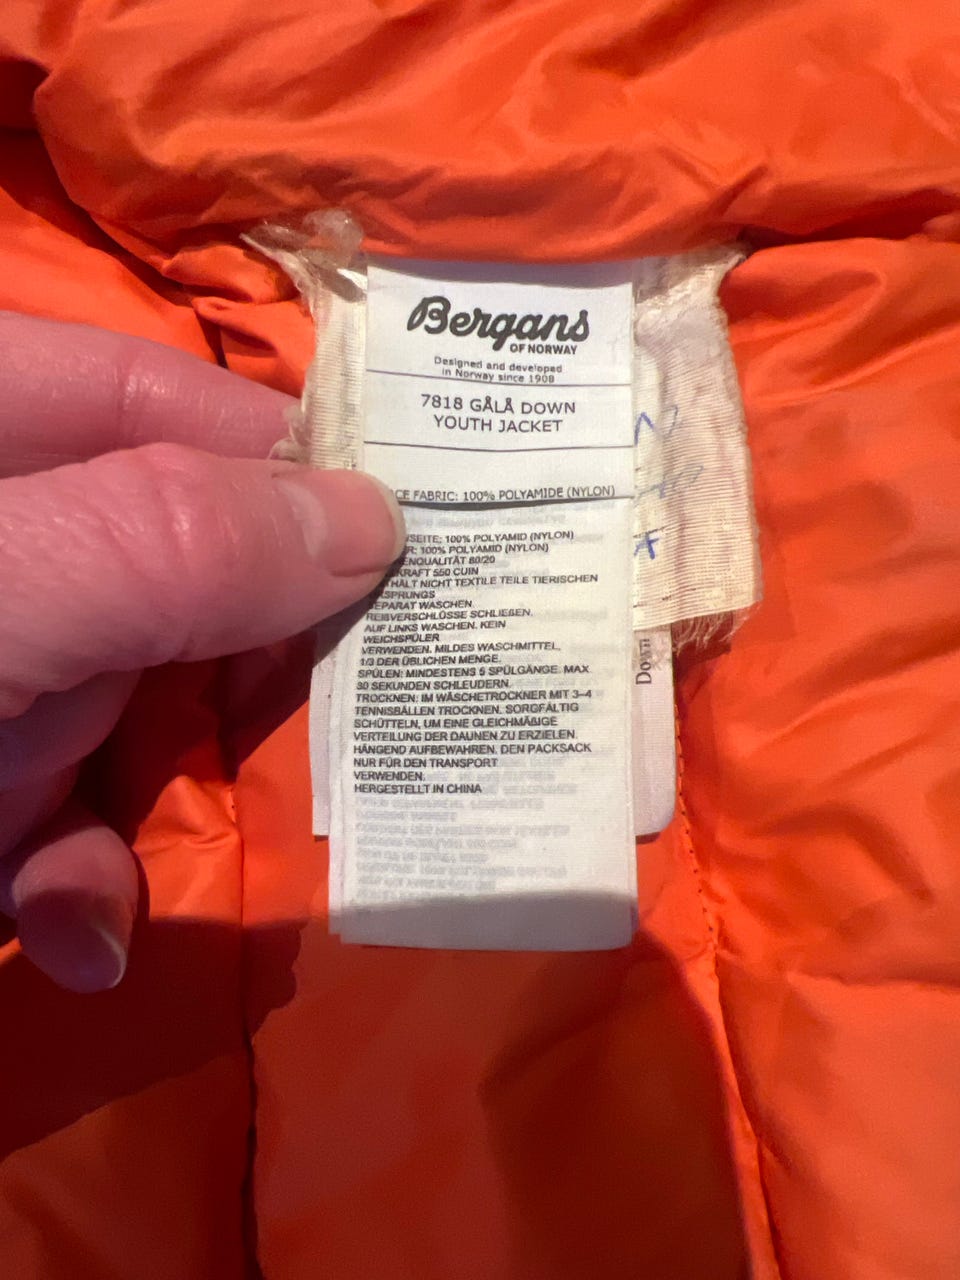 Bergans
OF NORWAY
Designed and developed
in Norway since 1908
7818 GÅLÅ DOWN
YOUTH JACKET
FABRIC: 100% POLYAMIDE (NYLON)
100% POLYAMID (NYLON)
100% POLYAMID (NYLON)
80/20
550 CUIN
NICHT TEXTILE TEILE TIERISCHEN
SEPARAT WASCHEN.
REIßVERSCHLÜSSE SCHLIEßEN.
AUF LINKS WASCHEN. KEIN
WEICHSPÜLER
VERWENDEN. MILDES WASCHMITTEL,
1/3 DER ÜBLICHEN MENGE.
SPÜLEN: MINDESTENS 5 SPÜLGÄNGE. MAX
30 SEKUNDEN SCHLEUDERN.
TROCKNEN: IM WÄSCHETROCKNER MIT 3-4
TENNISBÄLLEN TROCKNEN. SORGFÄLTIG
SCHÜTTELN, UM EINE GLEICHMÄßIGE
VERTEILUNG DER DAUNEN ZU ERZIELEN.
HÄNGEND AUFBEWAHREN. DEN PACKSACK
NUR FÜR DEN TRANSPORT
VERWENDEN.
HERGESTELLT IN CHINA
Down